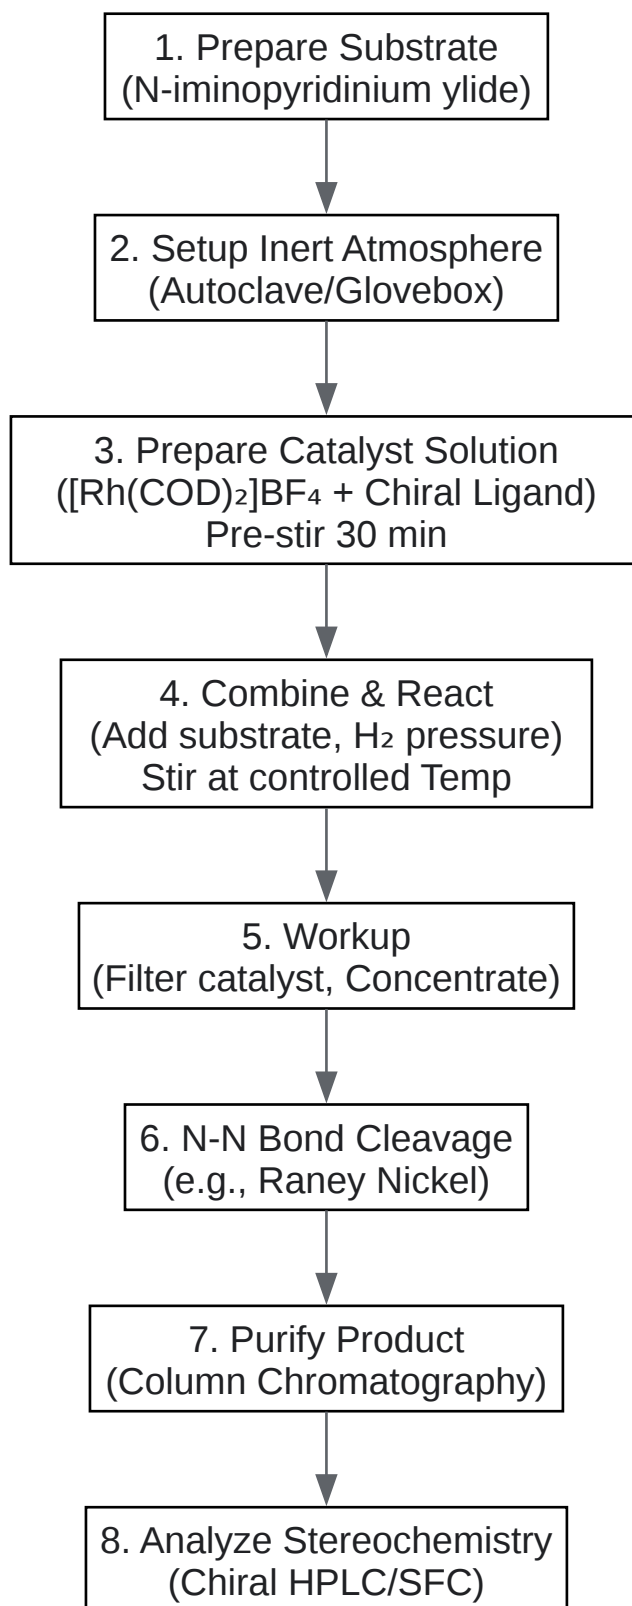 1. Prepare Substrate
(N-iminopyridinium ylide)
2. Setup Inert Atmosphere
(Autoclave/Glovebox)
3. Prepare Catalyst Solution
([Rh(COD)₂]BF₄ + Chiral Ligand)
Pre-stir 30 min
4. Combine & React
(Add substrate, H₂ pressure)
Stir at controlled Temp
5. Workup
(Filter catalyst, Concentrate)
6. N-N Bond Cleavage
(e.g., Raney Nickel)
7. Purify Product
(Column Chromatography)
8. Analyze Stereochemistry
(Chiral HPLC/SFC)